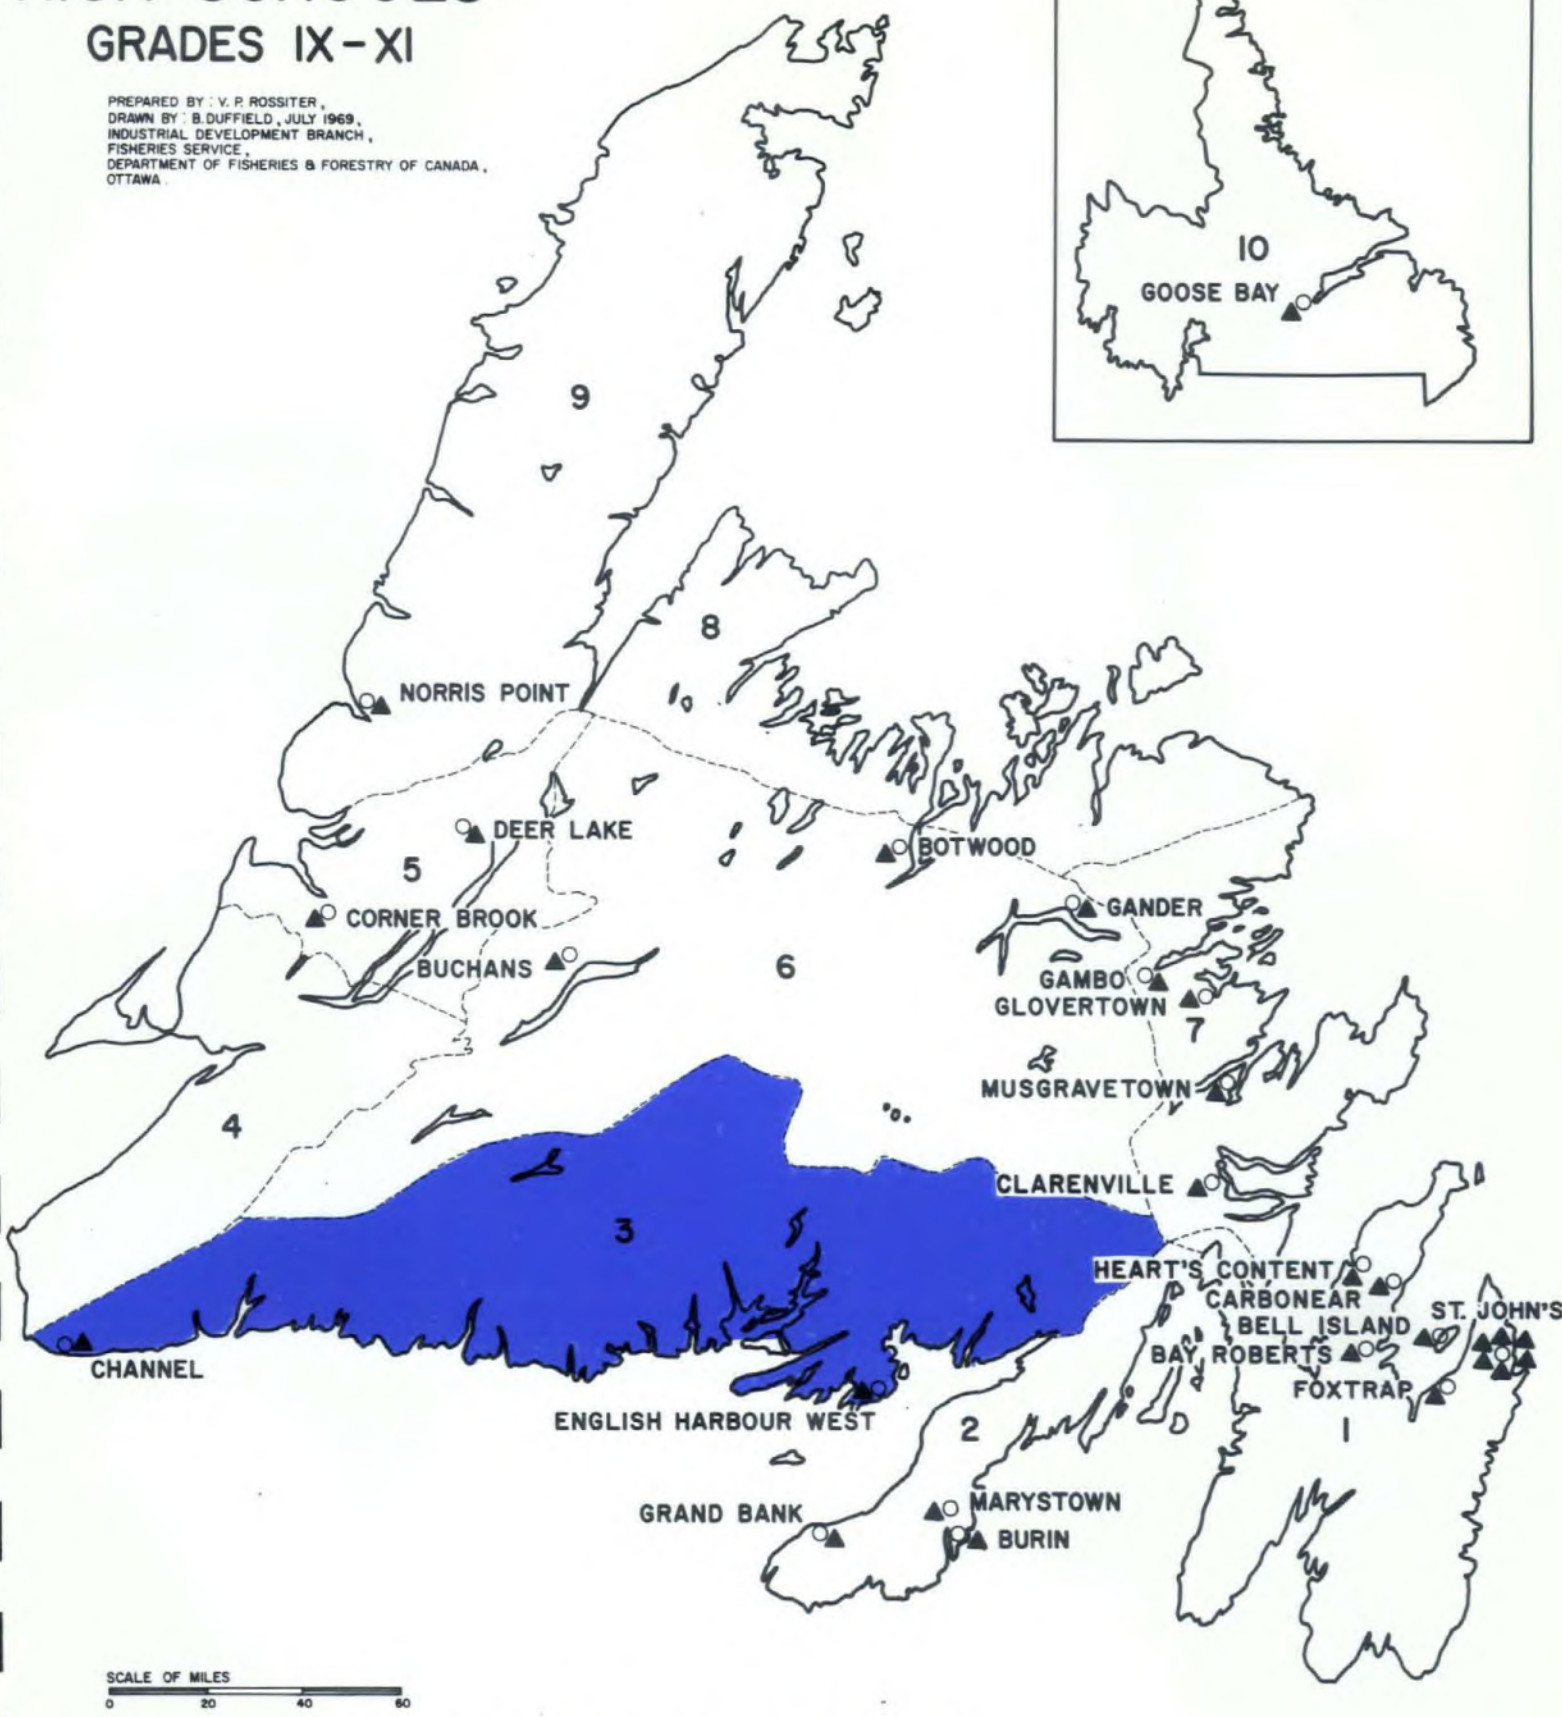 GRADES IX-XI
PREPARED BY: V. P. ROSSITER,
DRAWN BY: B. DUFFIELD, JULY 1969,
INDUSTRIAL DEVELOPMENT BRANCH,
FISHERIES SERVICE,
DEPARTMENT OF FISHERIES & FORESTRY OF CANADA,
OTTAWA.
10
GOOSE BAY
9
8
NORRIS POINT
DEER LAKE
BOTWOOD
5
GANDER
CORNER BROOK
BUCHANS
6
GAMBO
GLOVERTOWN
7
MUSGRAVETOWN
4
CLARENVILLE
3
HEART'S CONTENT
CARBONEAR
ST. JOHN'S
BELL ISLAND
BAY ROBERTS
CHANNEL
FOXTRAP
ENGLISH HARBOUR WEST
2
1
MARYSTOWN
GRAND BANK
BURIN
SCALE OF MILES
0 20 40 60